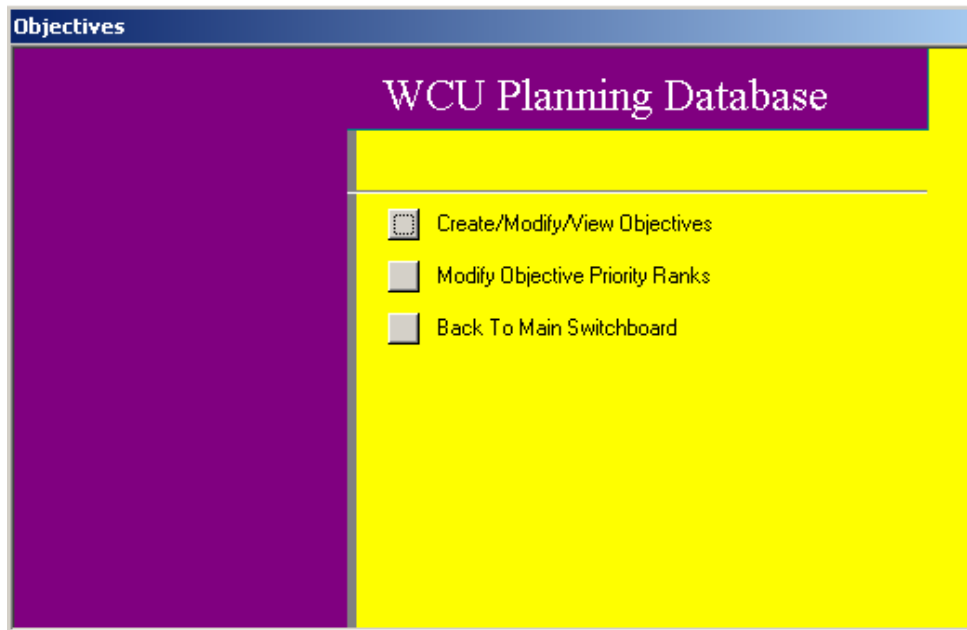 Objectives
WCU Planning Database
Create/Modify/View Objectives
Modify Objective Priority Ranks
Back To Main Switchboard